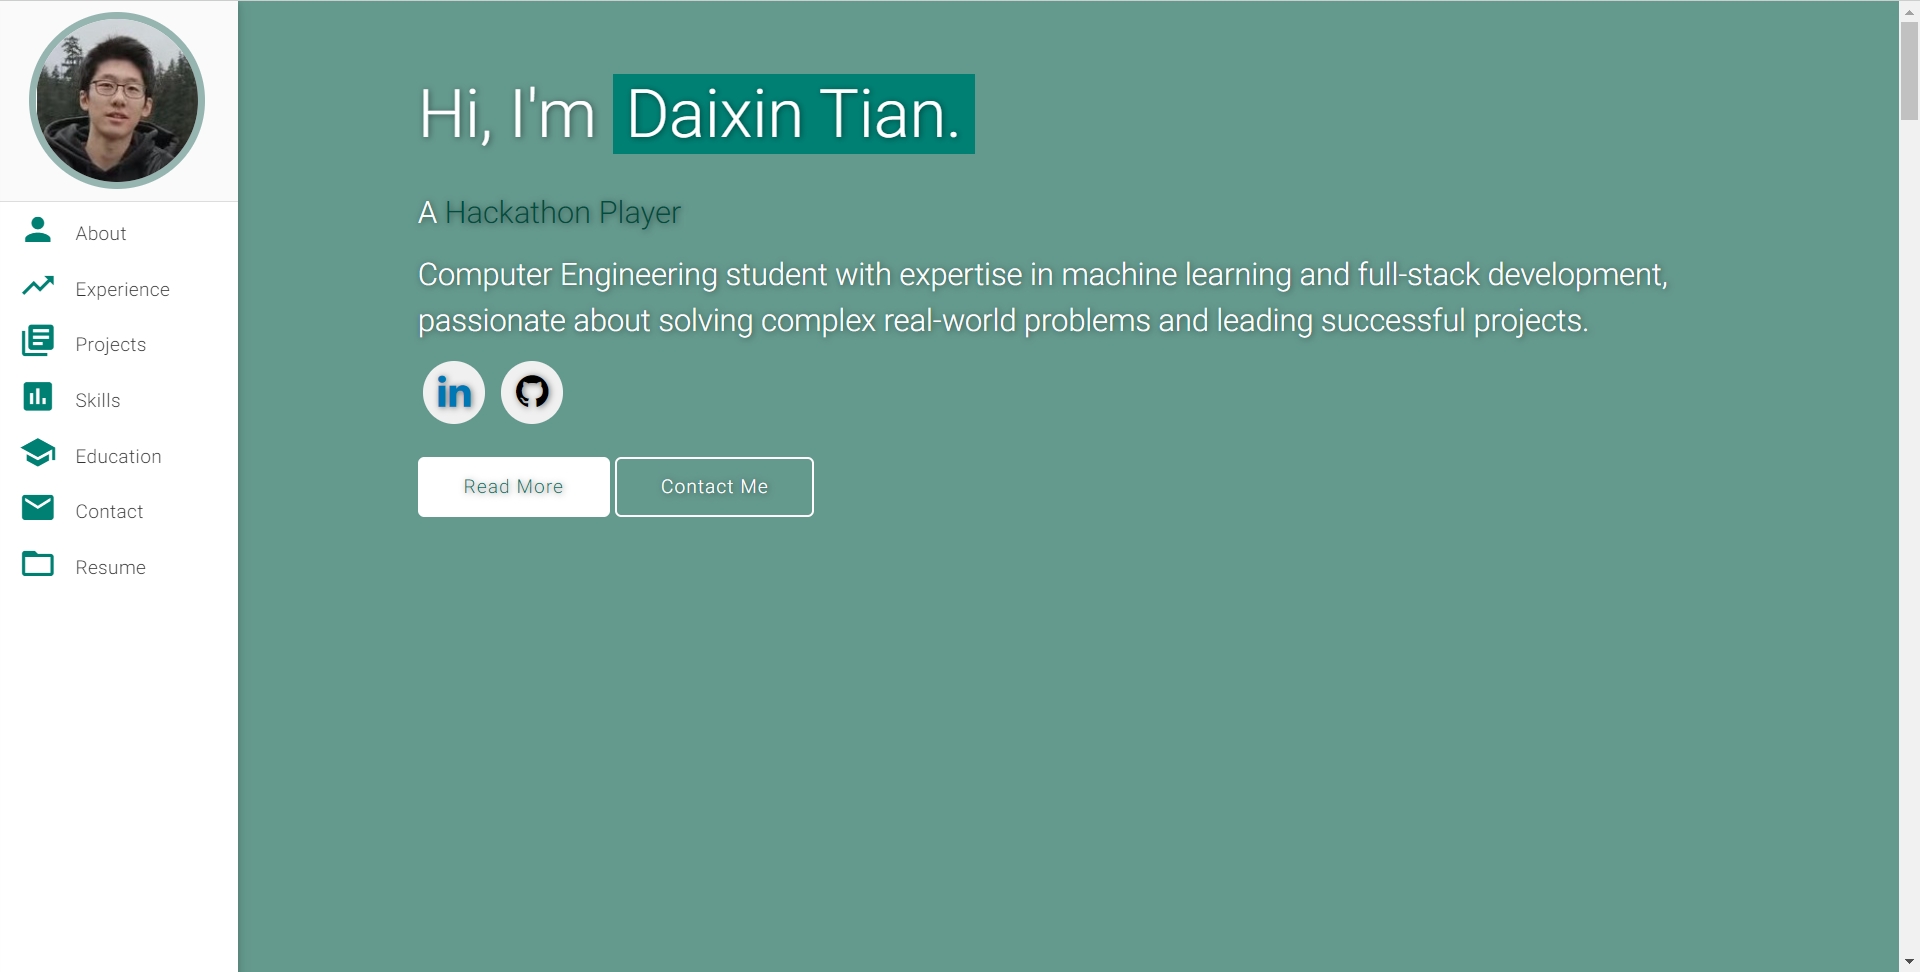 About
Experience
Projects
Skills
Education
Contact
Resume
Hi, I'm Daixin Tian.
A Hackathon Player
Computer Engineering student with expertise in machine learning and full-stack development,
passionate about solving complex real-world problems and leading successful projects.
in
Read More Contact Me